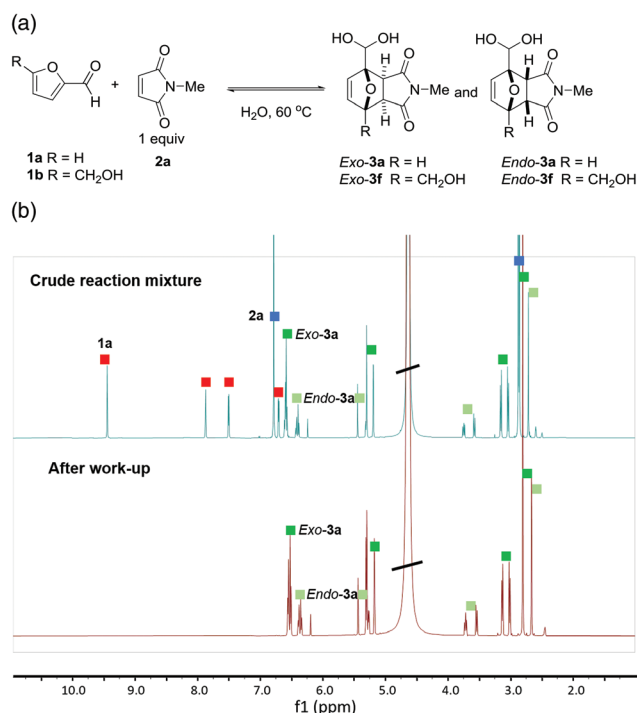 (a)
R
O
O
H
+
O
N-Me
O
1 equiv
1a R = H
2a
1b R = CH₂OH
H₂O, 60 °C
HO OH
O
H
O
N-Me
H
R
O
and
HO OH
H
O
O
N-Me
H
R
O
Exo-3a R = H
Endo-3a R = H
Exo-3f R = CH₂OH
Endo-3f R = CH₂OH
(b)
Crude reaction mixture
1a
2a
Exo-3a
Endo-3a
After work-up
Exo-3a
Endo-3a
10.0 9.0 8.0 7.0 6.0 5.0 4.0 3.0 2.0
f1 (ppm)